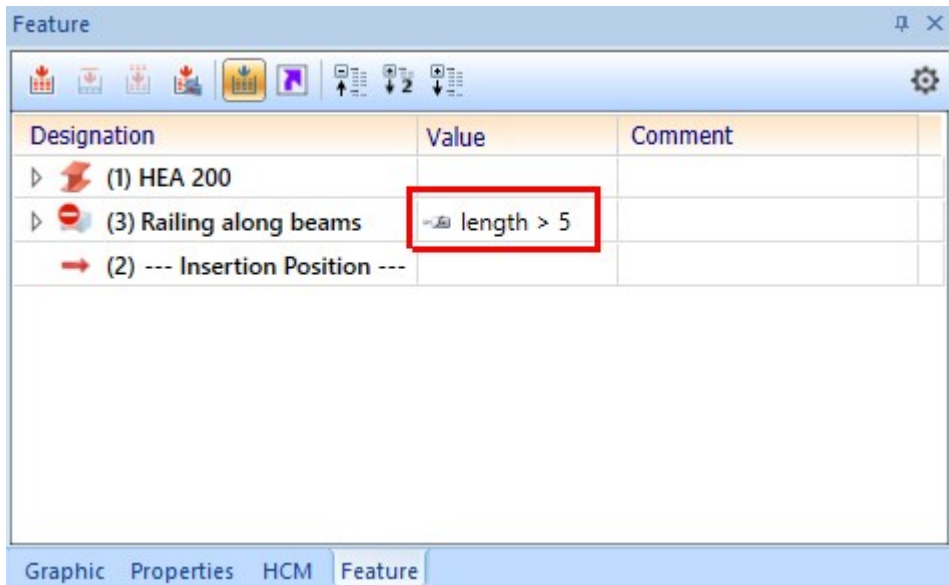 Feature
2
Designation Value Comment
(1) HEA 200
(3) Railing along beams length > 5
(2) --- Insertion Position ---
Graphic Properties HCM Feature